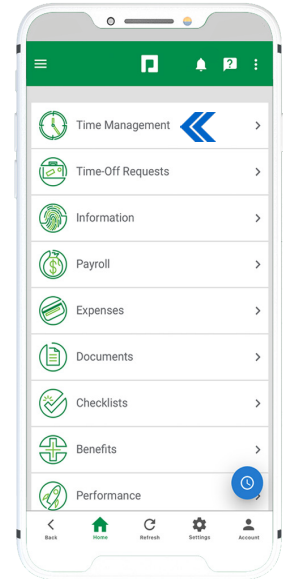 Time Management
Time-Off Requests
Information
Payroll
$
Expenses
Documents
Checklists
Benefits
Performance
Back Home Refresh Settings Account